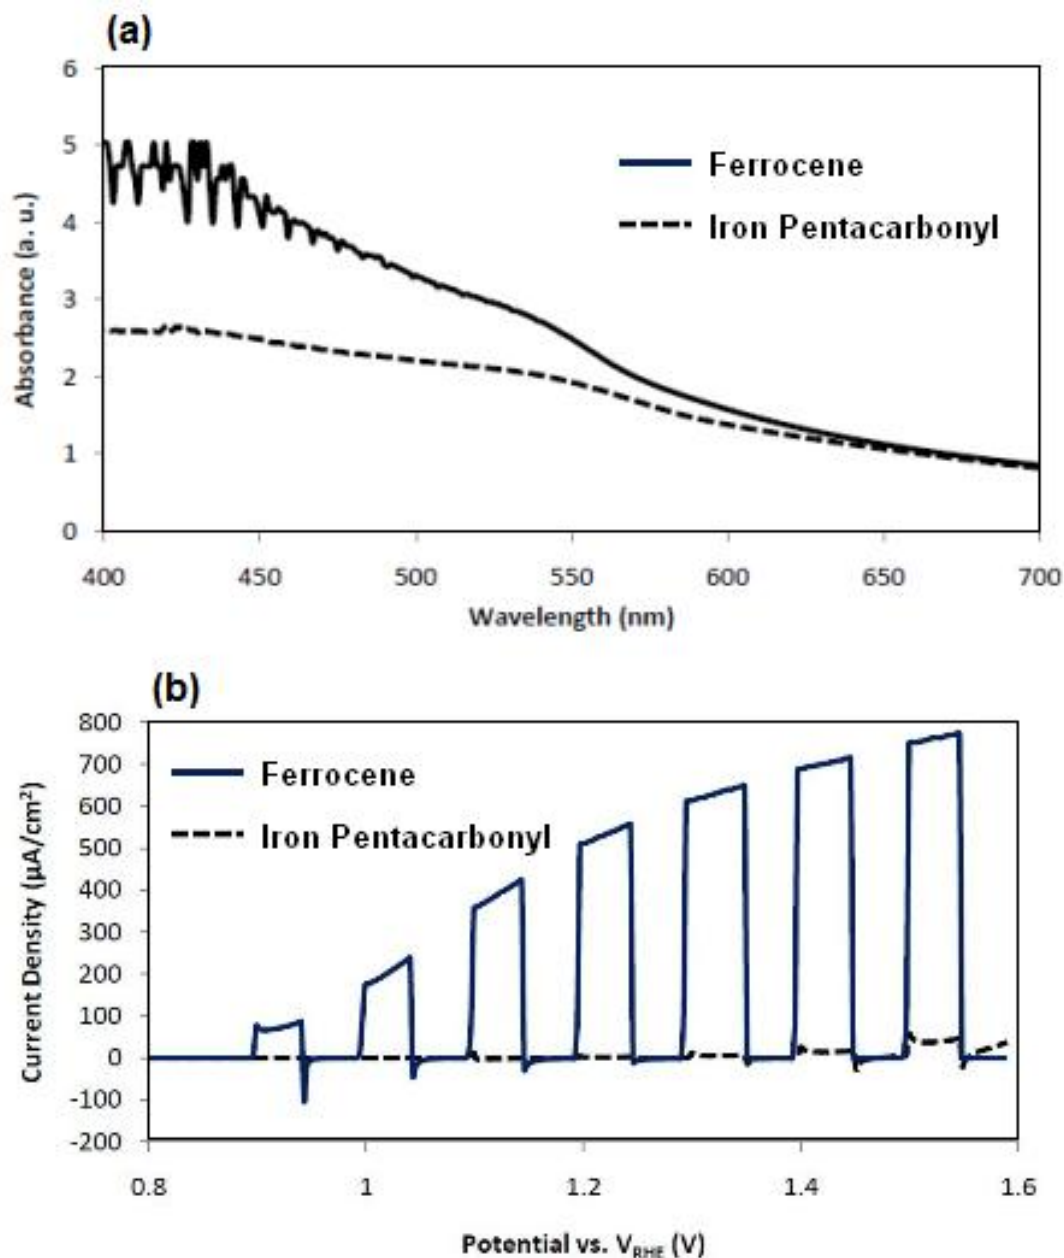 (a)
6
5
4
3
2
1
0
Absorbance (a. u.)
Ferrocene
Iron Pentacarbonyl
400 450 500 550 600 650 700
Wavelength (nm)
(b)
800
700
600
500
400
300
200
100
0
-100
-200
Current Density (µA/cm²)
Ferrocene
Iron Pentacarbonyl
0.8 1 1.2 1.4 1.6
Potential vs. V_RHE (V)